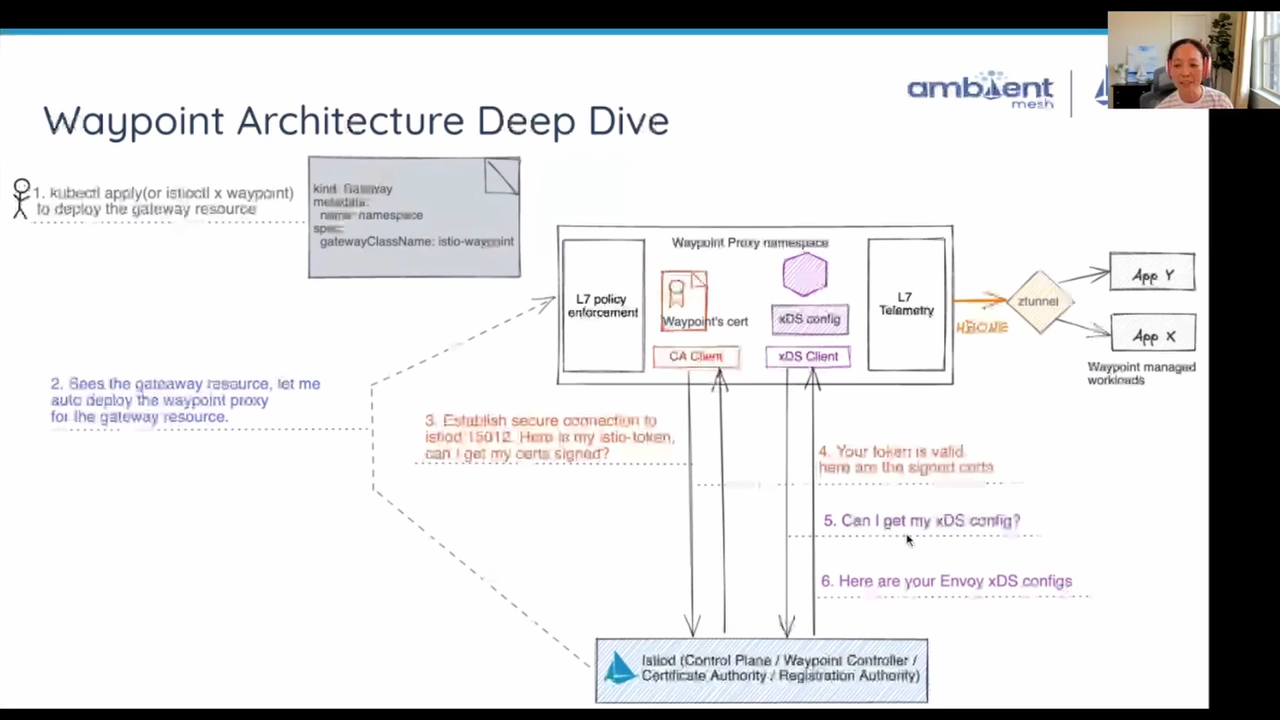 ambient
mesh
Waypoint Architecture Deep Dive
1. kubectl apply(or istioctl x waypoint)
to deploy the gateway resource
kind: Gateway
metadata:
name: namespace
spec:
gatewayClassName: istio-waypoint
Waypoint Proxy namespace
L7 policy
enforcement
Waypoint's cert
CA Client
xDS config
xDS Client
L7
Telemetry
HBONE
ztunnel
App Y
App X
Waypoint managed
workloads
2. Sees the gateaway resource, let me
auto deploy the waypoint proxy
for the gateway resource.
3. Establish secure connection to
istiod 15012. Here is my istio-token,
can I get my certs signed?
4. Your token is valid
here are the signed certs
5. Can I get my xDS config?
6. Here are your Envoy xDS configs
Istiod (Control Plane / Waypoint Controller /
Certificate Authority / Registration Authority)